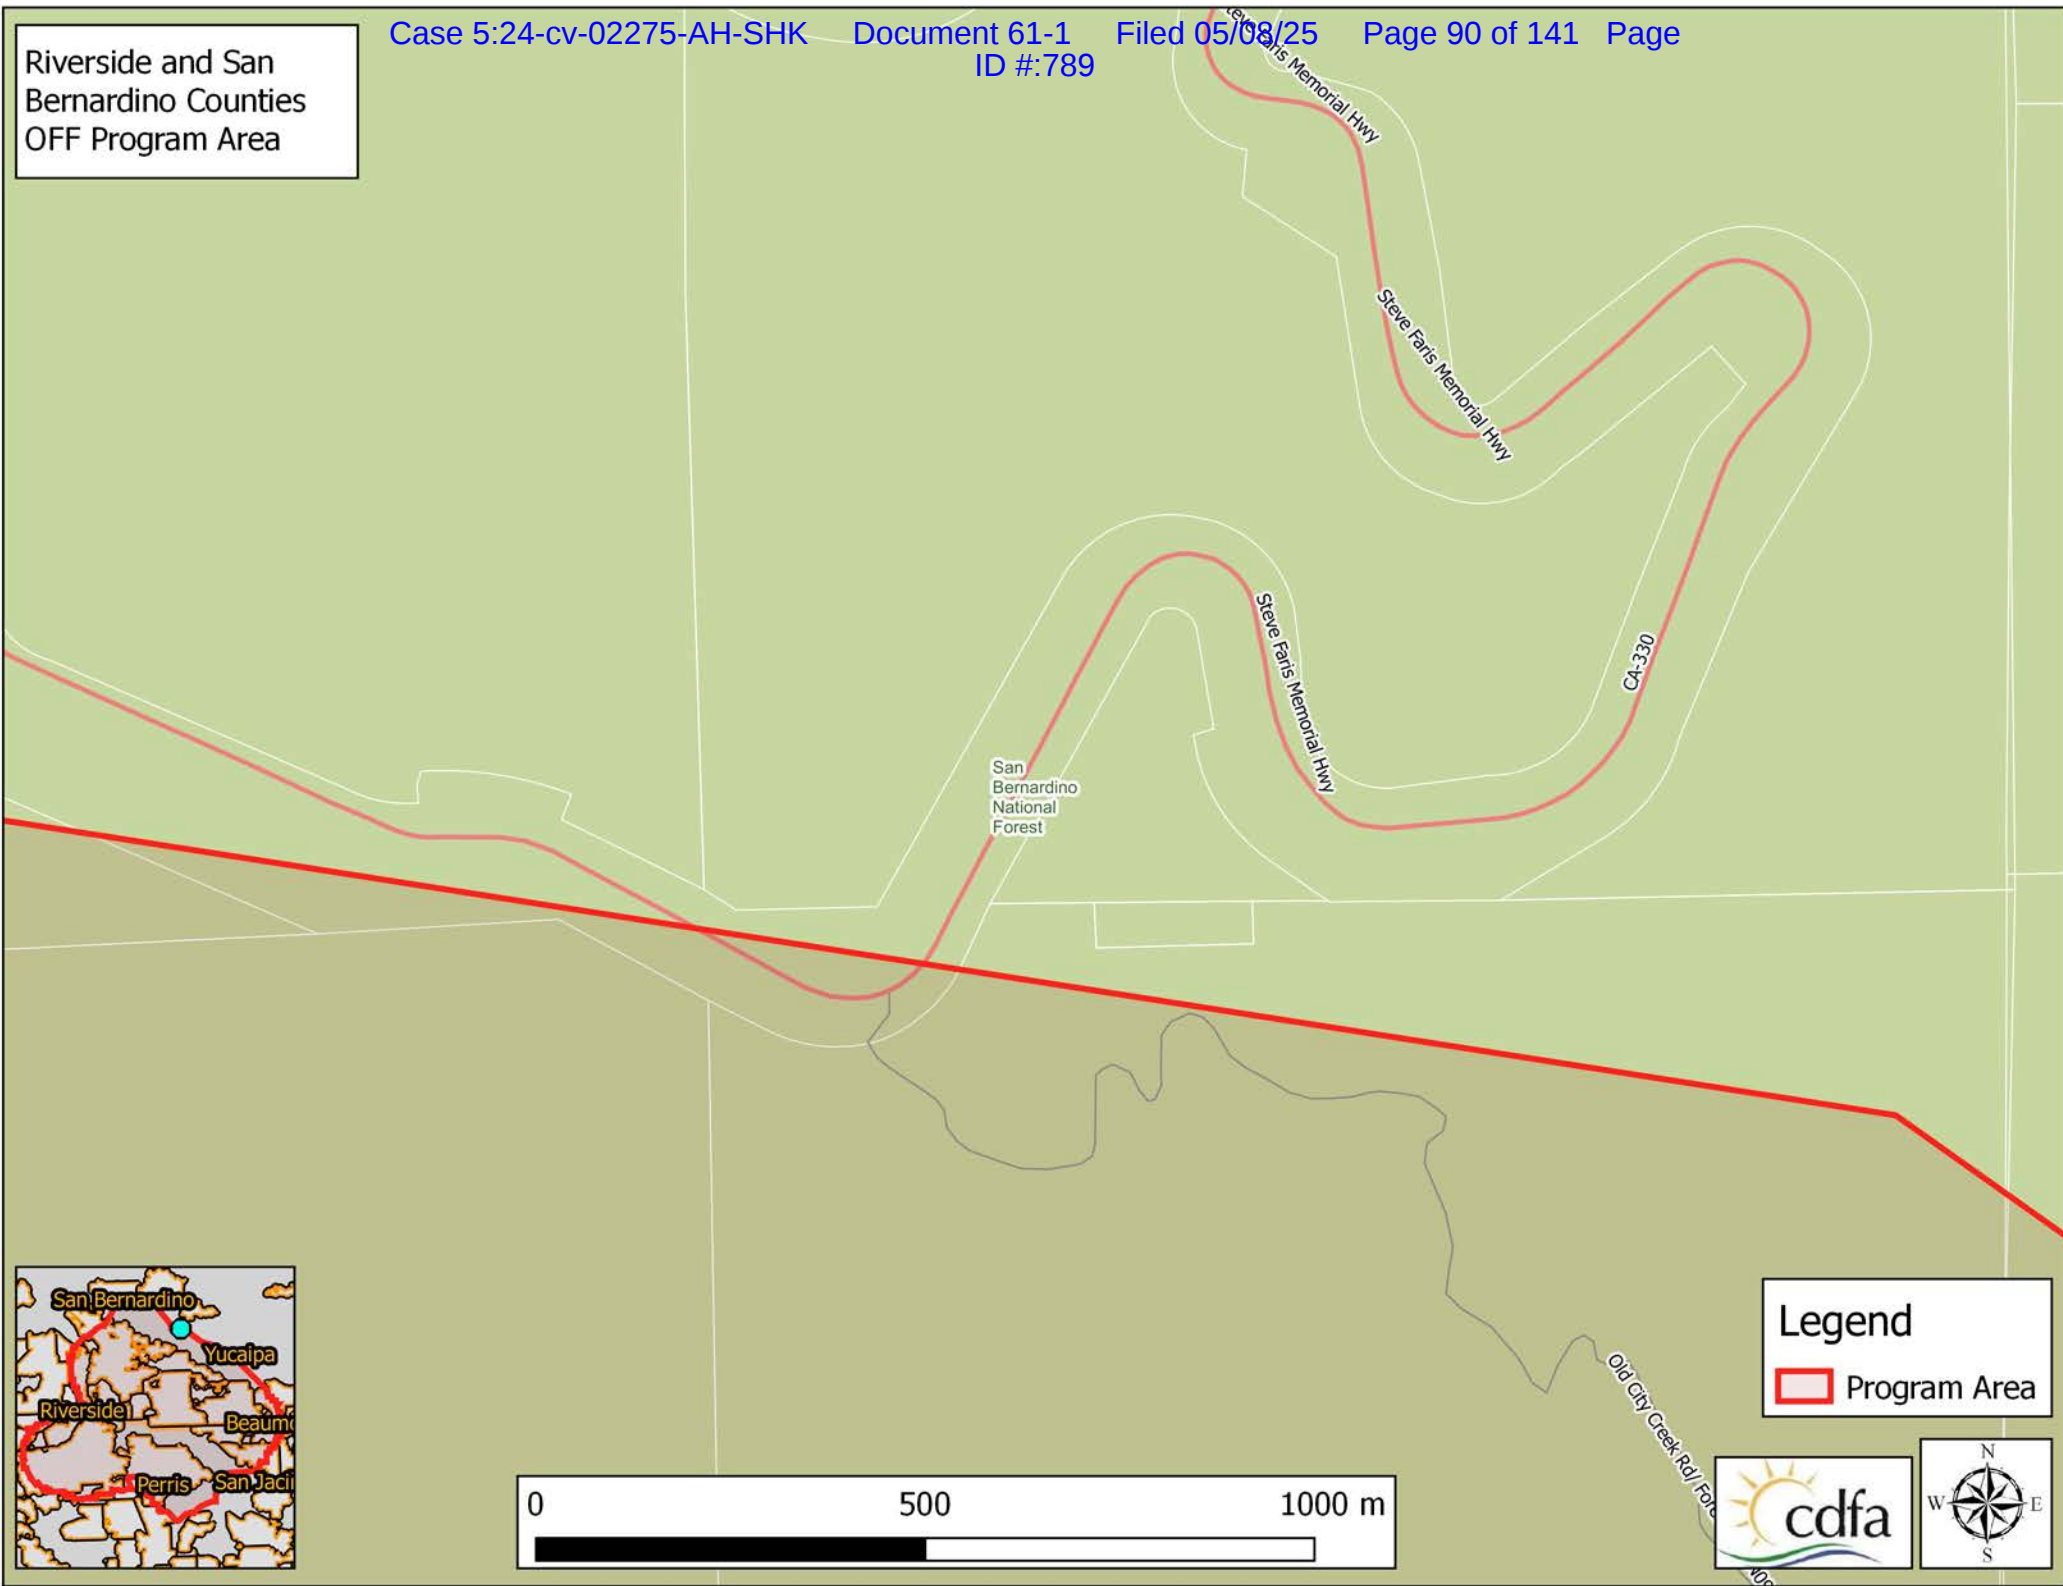 Case 5:24-cv-02275-AH-SHK Document 61-1 Filed 05/08/25 Page 90 of 141 Page
ID #:789
Riverside and San
Bernardino Counties
OFF Program Area
Steve Faris Memorial Hwy
Steve Faris Memorial Hwy
Steve Faris Memorial Hwy
CA-330
San
Bernardino
National
Forest
Old City Creek Rd/
San Bernardino
Yucaipa
Riverside
Perris
0 500 1000 m
Legend
Program Area
cdfa
N
W E
S